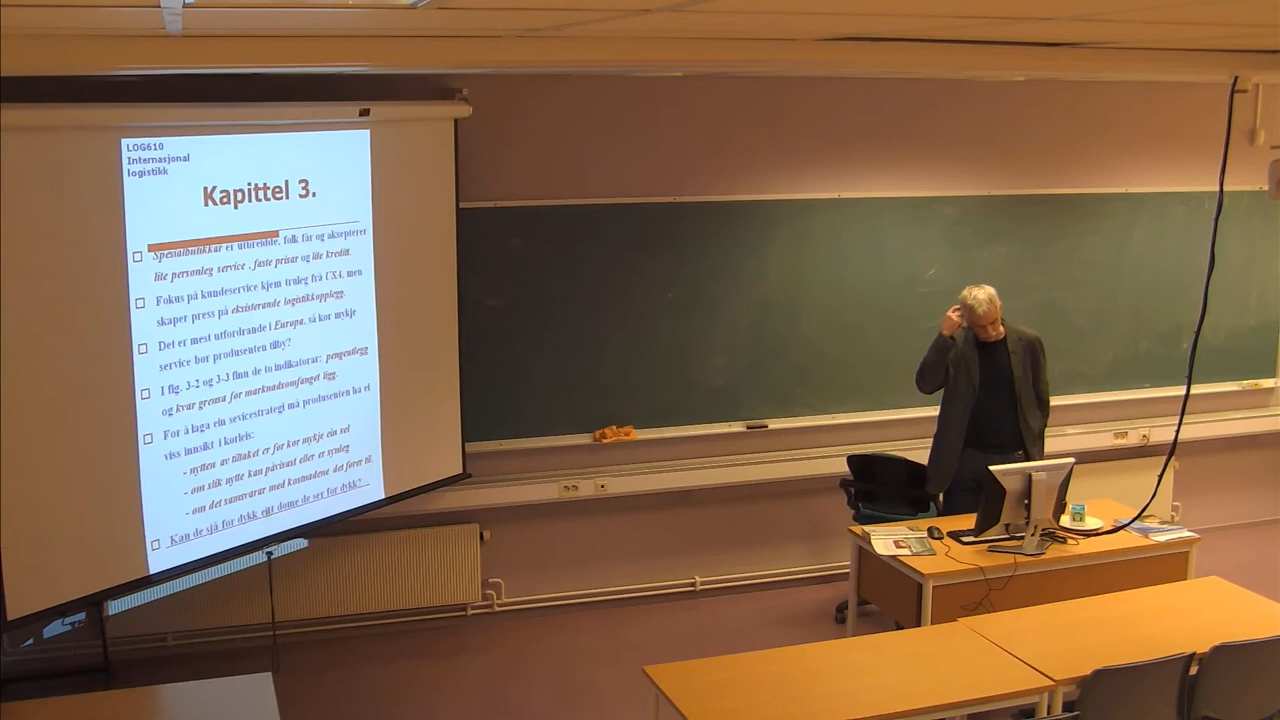 LOG610
Internasjonal
logistikk
Kapittel 3.
Spesialbutikkar er utbreidde, folk får og aksepterer
lite personleg service , faste prisar og lite kreditt.
Fokus på kundeservice kjem truleg frå USA, men
skaper press på eksisterande logistikkopplegg.
Det er mest utfordrande i Europa, så kor mykje
service bør produsenten tilby?
I fig. 3-2 og 3-3 finn de to indikatorar: pengeutlegg
og kvar grensa for marknadsomfanget ligg.
For å laga ein sevicestrategi må produsenten ha ei
viss innsikt i korleis:
- nytten av tiltaket er for kor mykje ein sel
- om slik nytte kan påvisast eller er synleg
- om det samsvarar med kostnadene det fører til.
Kan de sjå for dykk eitt døme de ser for dykk?